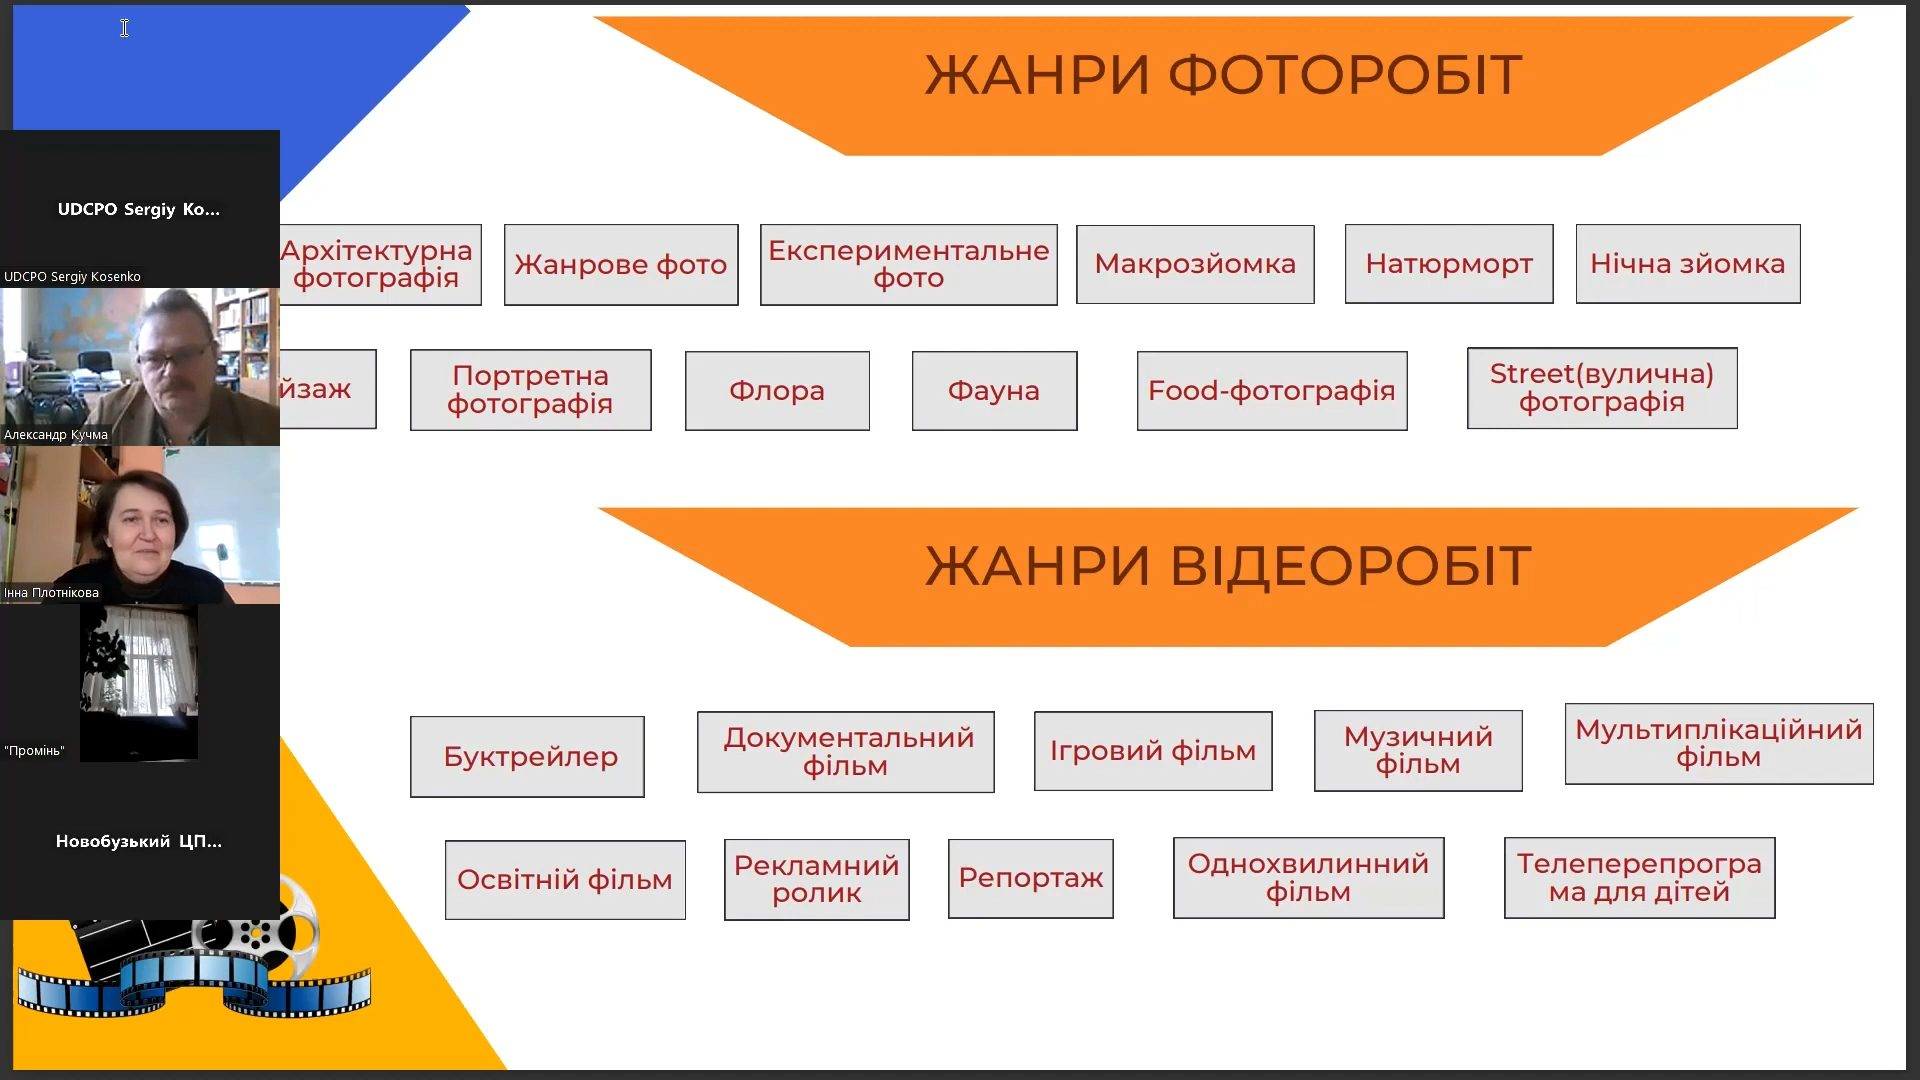 ЖАНРИ ФОТОРОБІТ
UDCPO Sergiy Ko...
UDCPO Sergiy Kosenko
Архітектурна
фотографія
Жанрове фото
Експериментальне
фото
Макрозйомка
Натюрморт
Нічна зйомка
йзаж
Портретна
фотографія
Флора
Фауна
Food-фотографія
Street(вулична)
фотографія
Александр Кучма
ЖАНРИ ВІДЕОРОБІТ
Інна Плотнікова
"Промінь"
Буктрейлер
Документальний
фільм
Ігровий фільм
Музичний
фільм
Мультиплікаційний
фільм
Новобузький ЦП...
Освітній фільм
Рекламний
ролик
Репортаж
Однохвилинний
фільм
Телеперепрогра
ма для дітей